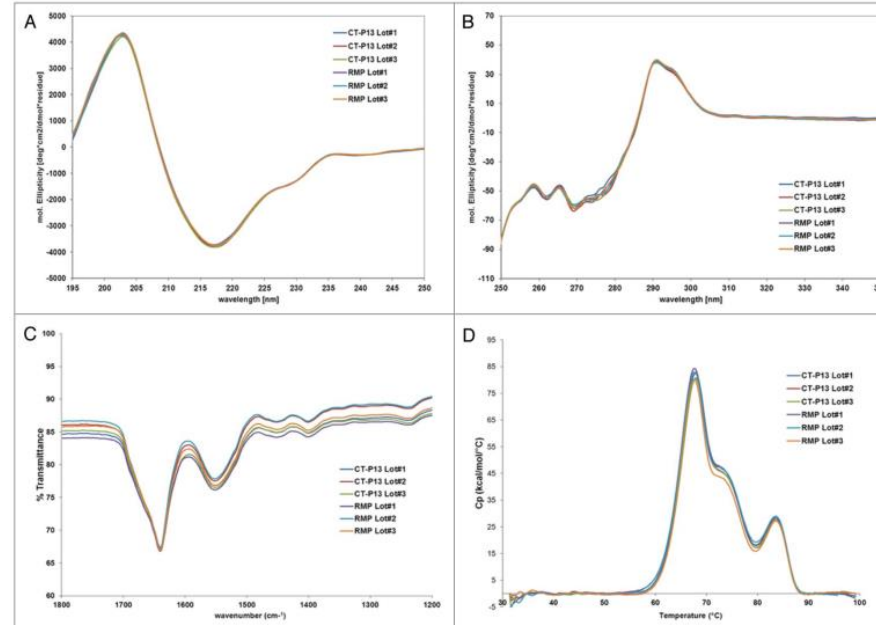 A
mol. Ellipticity [deg*cm2/dmol*residue]
5000
4000
3000
2000
1000
0
1000
2000
3000
4000
5000
195
200
205
210
215
220
225
230
235
240
245
250
wavelength [nm]
CT-P13 Lot#1
CT-P13 Lot#2
CT-P13 Lot#3
RMP Lot#1
RMP Lot#2
RMP Lot#3
B
mol. Ellipticity [deg*cm2/dmol*residue]
70
50
30
10
-10
-30
-50
-70
-90
-110
250
260
270
280
290
300
310
320
330
340
wavelength [nm]
CT-P13 Lot#1
CT-P13 Lot#2
CT-P13 Lot#3
RMP Lot#1
RMP Lot#2
RMP Lot#3
C
% Transmittance
100
95
90
85
80
75
70
65
60
1800
1700
1600
1500
1400
1300
1200
wavenumber (cm-1)
CT-P13 Lot#1
CT-P13 Lot#2
CT-P13 Lot#3
RMP Lot#1
RMP Lot#2
RMP Lot#3
D
Cp (kcal/mol/°C)
95
85
75
65
55
45
35
25
15
5
-5
30
40
50
60
70
80
90
100
Temperature (°C)
CT-P13 Lot#1
CT-P13 Lot#2
CT-P13 Lot#3
RMP Lot#1
RMP Lot#2
RMP Lot#3